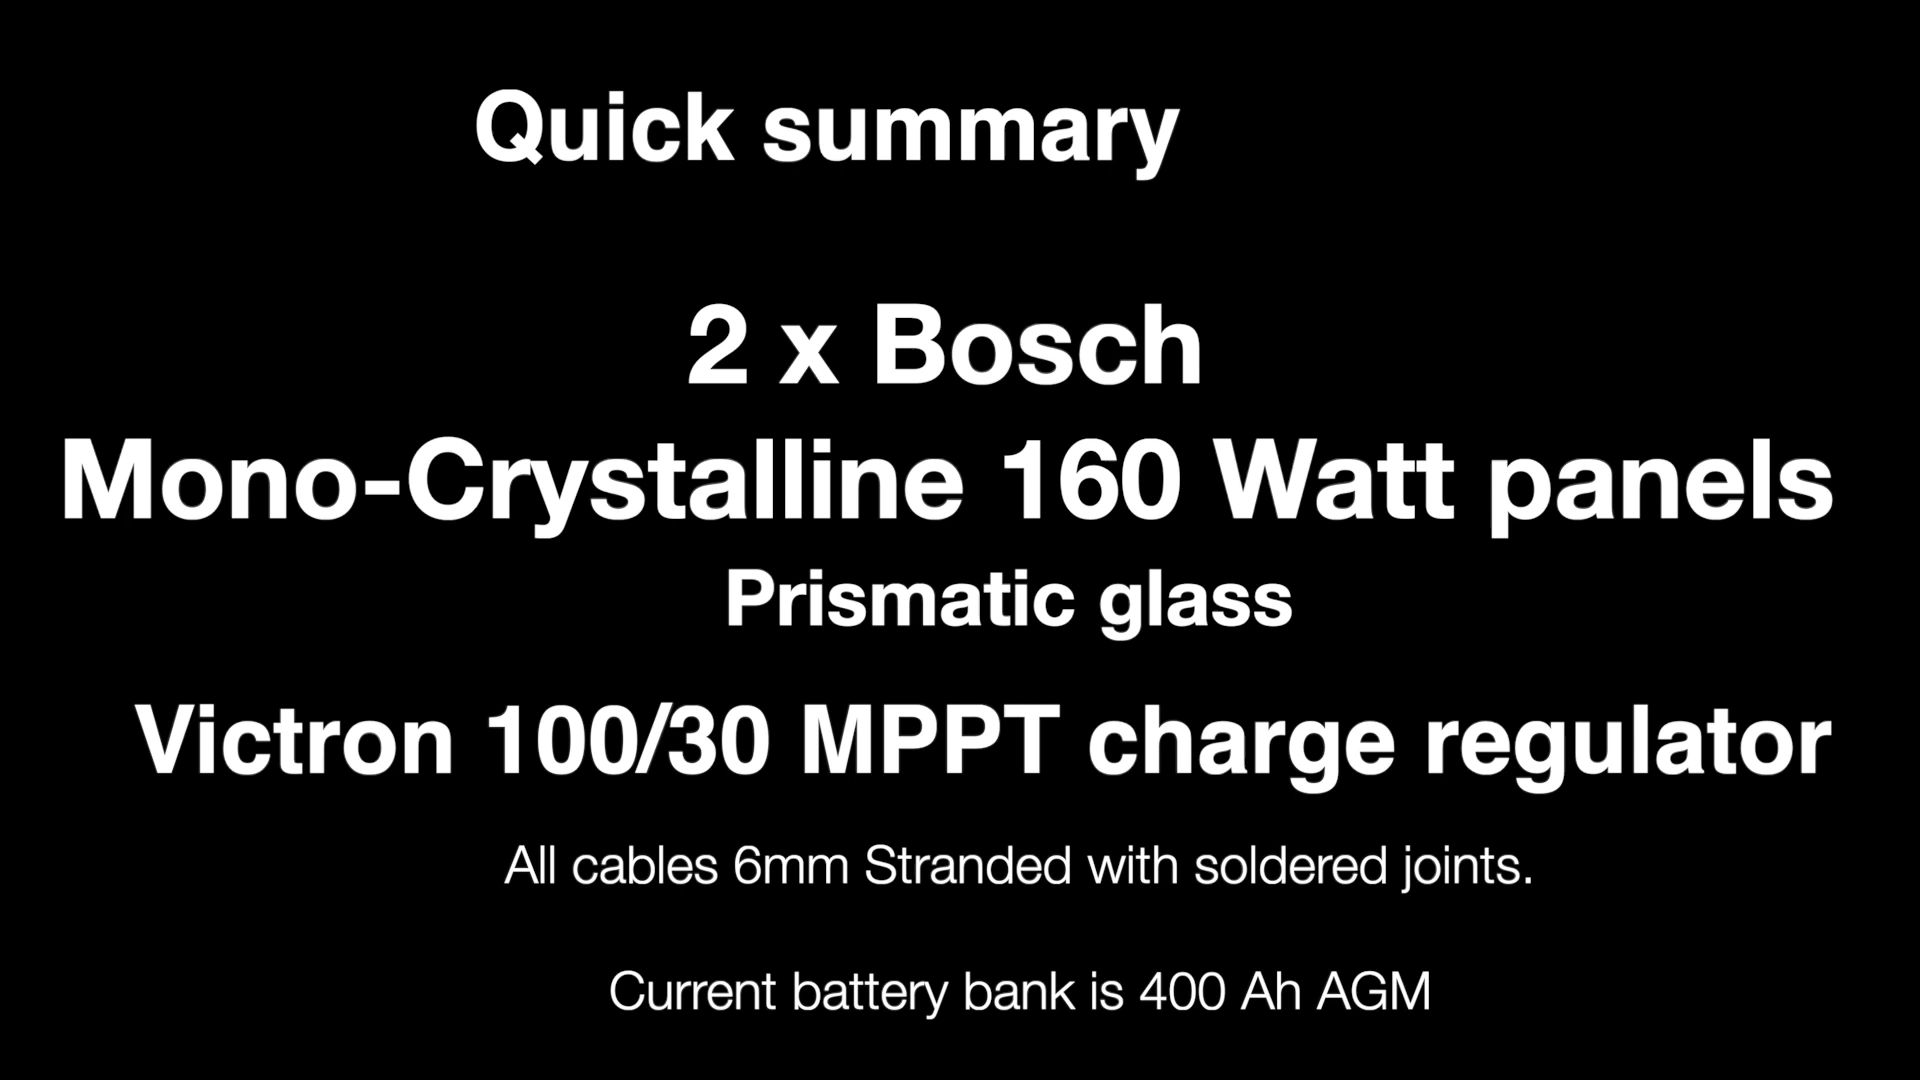 Quick summary
2 x Bosch
Mono-Crystalline 160 Watt panels
Prismatic glass
Victron 100/30 MPPT charge regulator
All cables 6mm Stranded with soldered joints.
Current battery bank is 400 Ah AGM